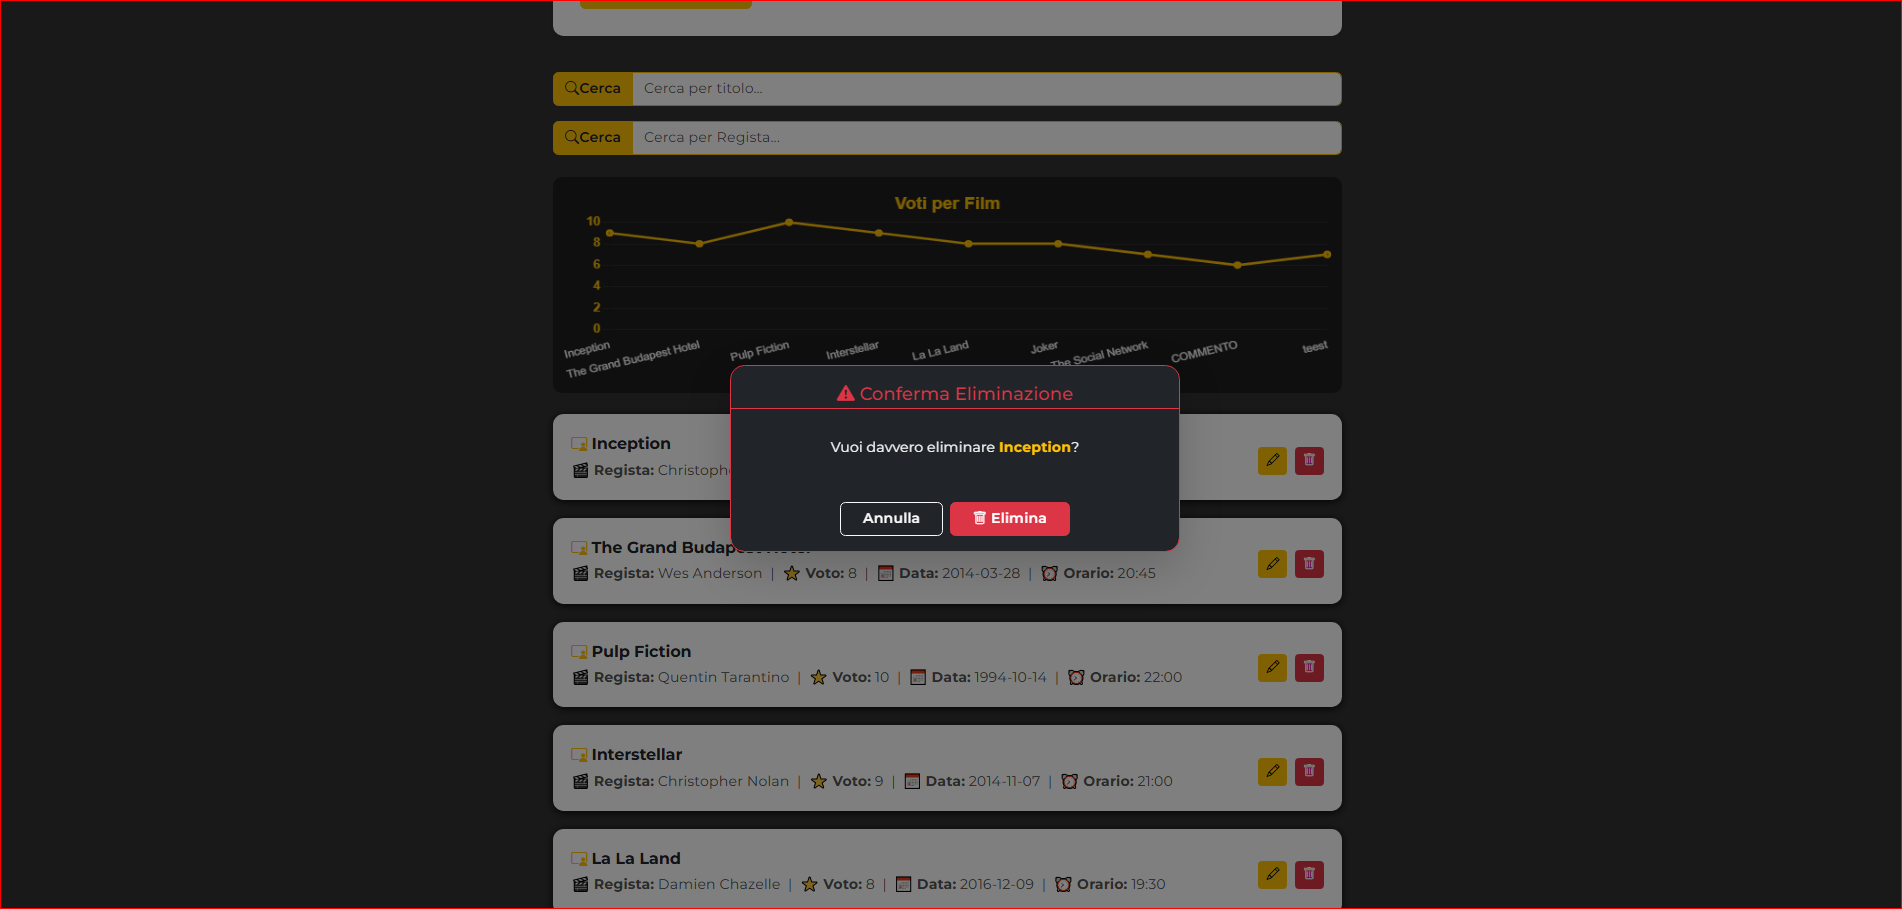 Cerca Cerca per titolo...
Cerca Cerca per Regista...
Voti per Film
10
8
6
4
2
0
Inception
The Grand Budapest Hotel
Pulp Fiction
Interstellar
La La Land
Joker
The Social Network
COMMENTO
teest
Conferma Eliminazione
Vuoi davvero eliminare Inception?
Annulla Elimina
Inception
Regista: Christoph
The Grand Budapest Hotel
Regista: Wes Anderson | Voto: 8 | Data: 2014-03-28 | Orario: 20:45
Pulp Fiction
Regista: Quentin Tarantino | Voto: 10 | Data: 1994-10-14 | Orario: 22:00
Interstellar
Regista: Christopher Nolan | Voto: 9 | Data: 2014-11-07 | Orario: 21:00
La La Land
Regista: Damien Chazelle | Voto: 8 | Data: 2016-12-09 | Orario: 19:30